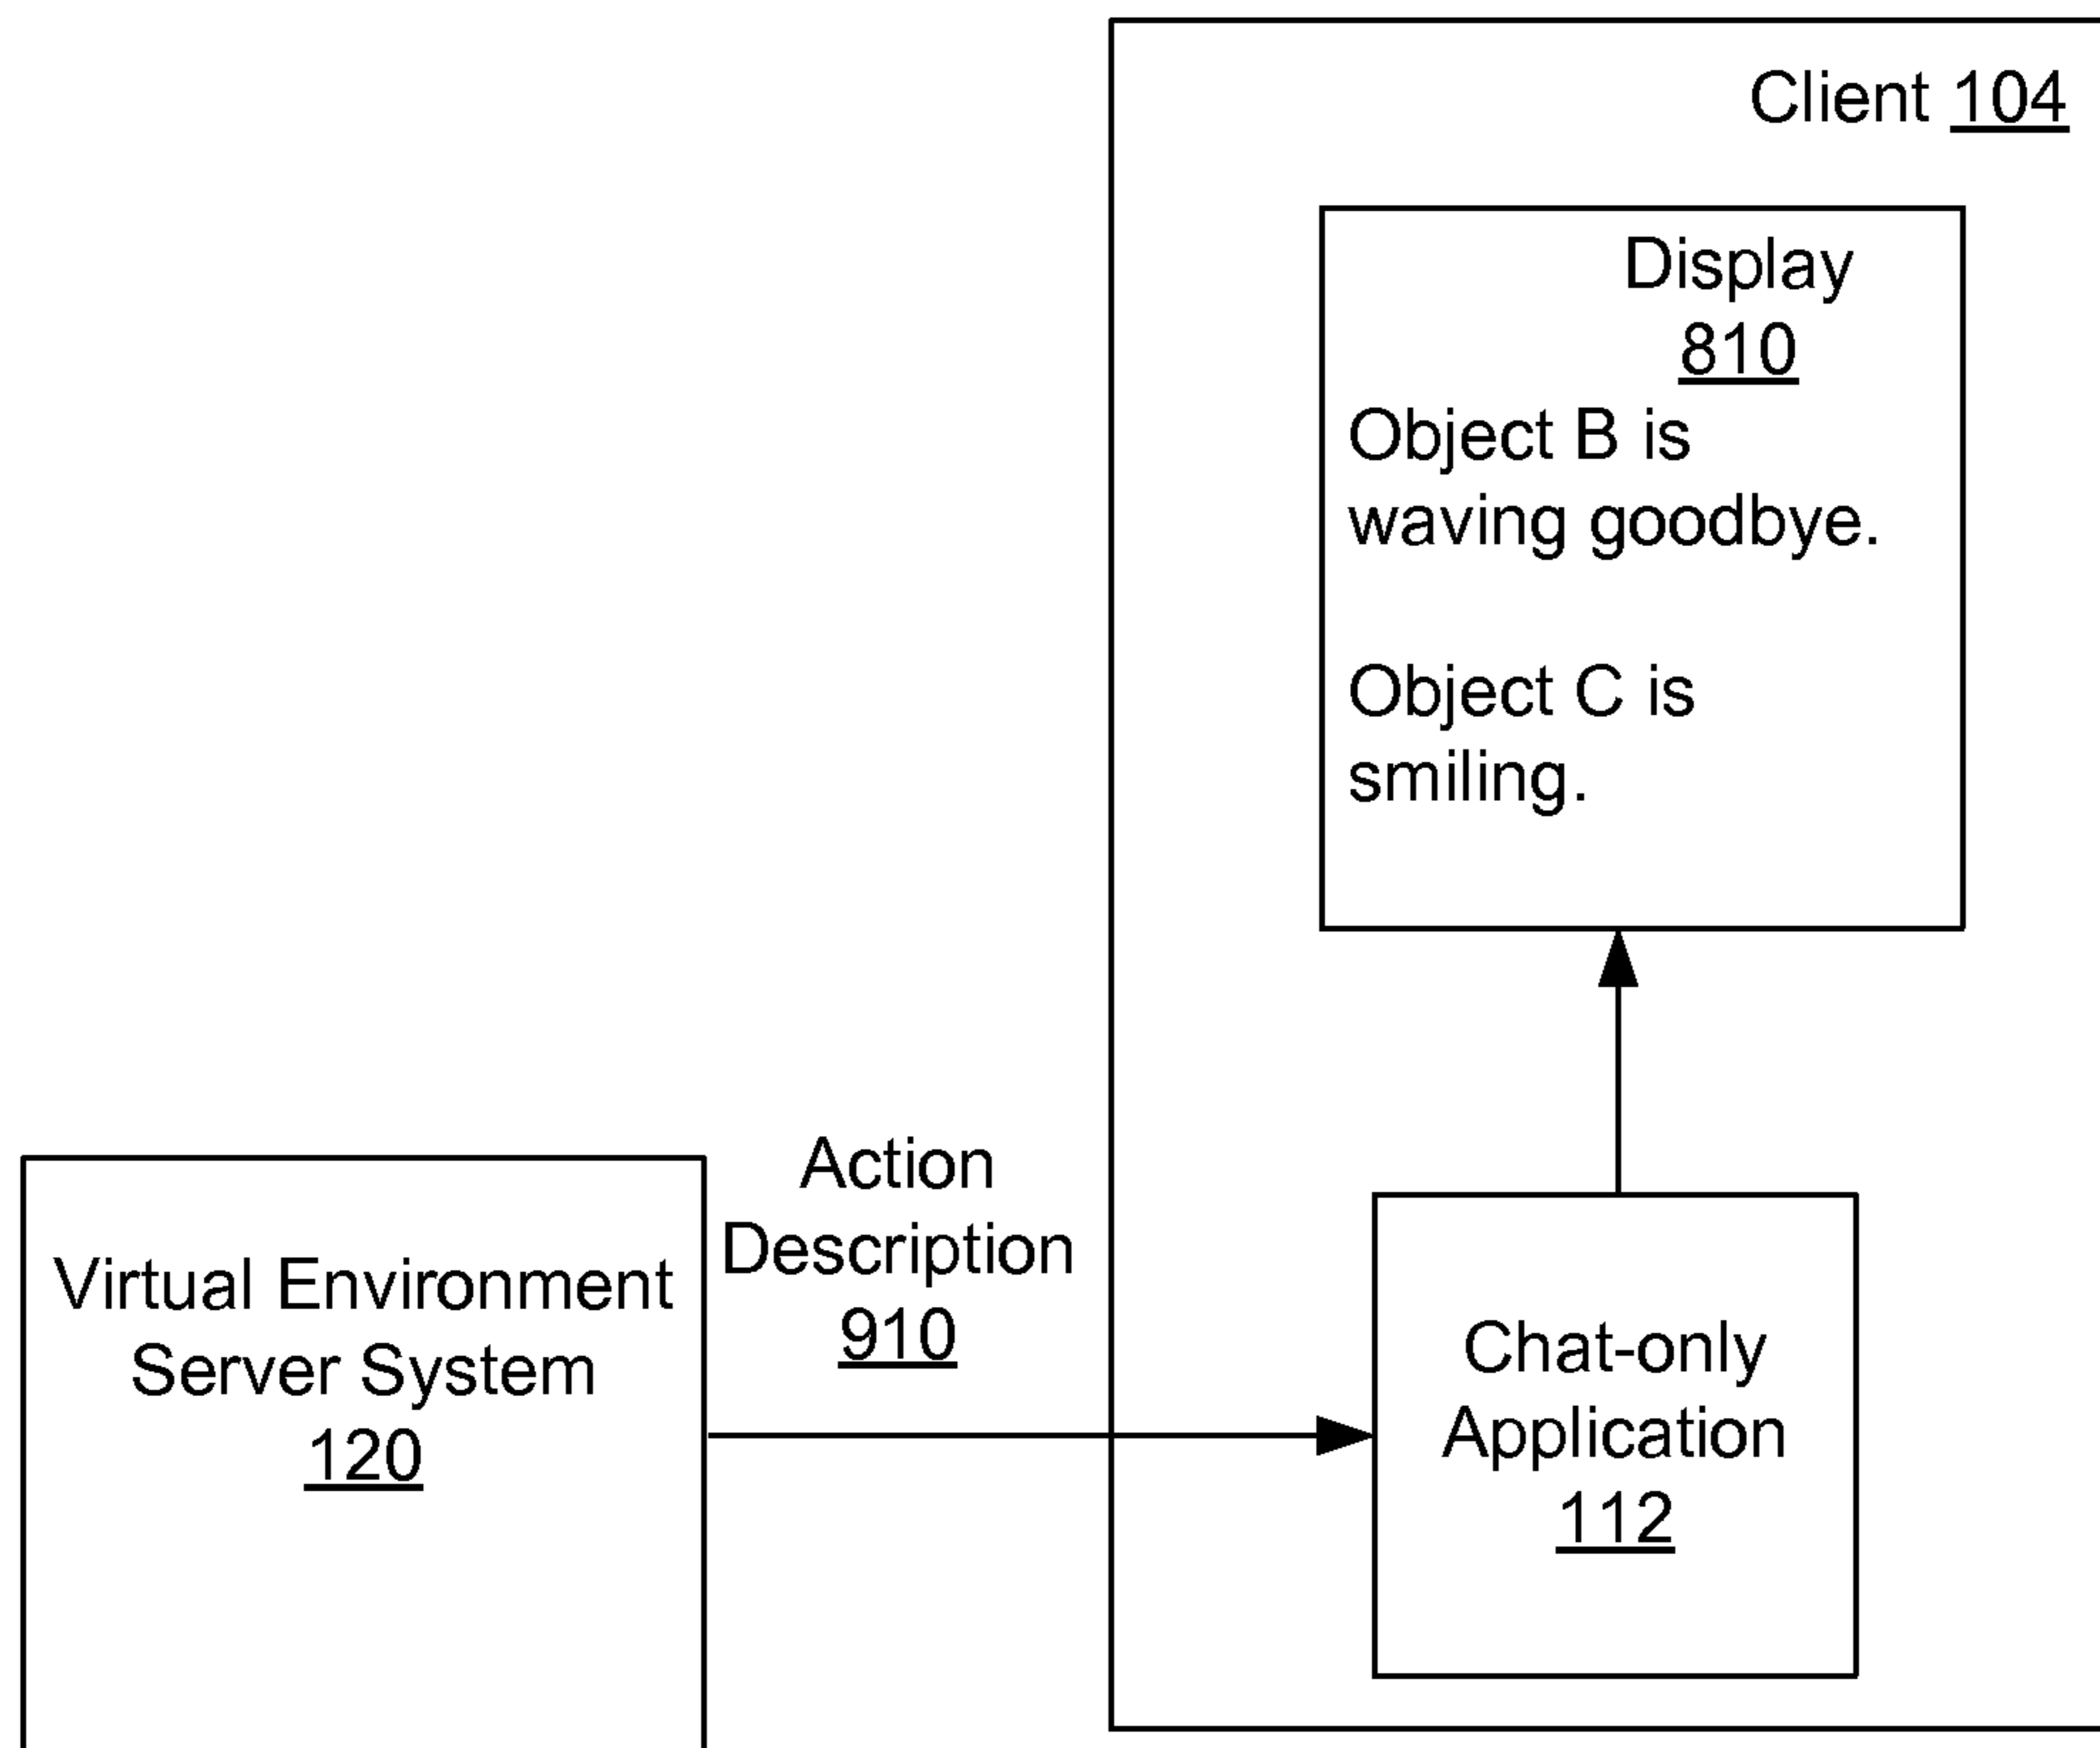 Client 104
Display
810
Object B is
waving goodbye.
Object C is
smiling.
Action
Description
910
Virtual Environment
Server System
120
Chat-only
Application
112